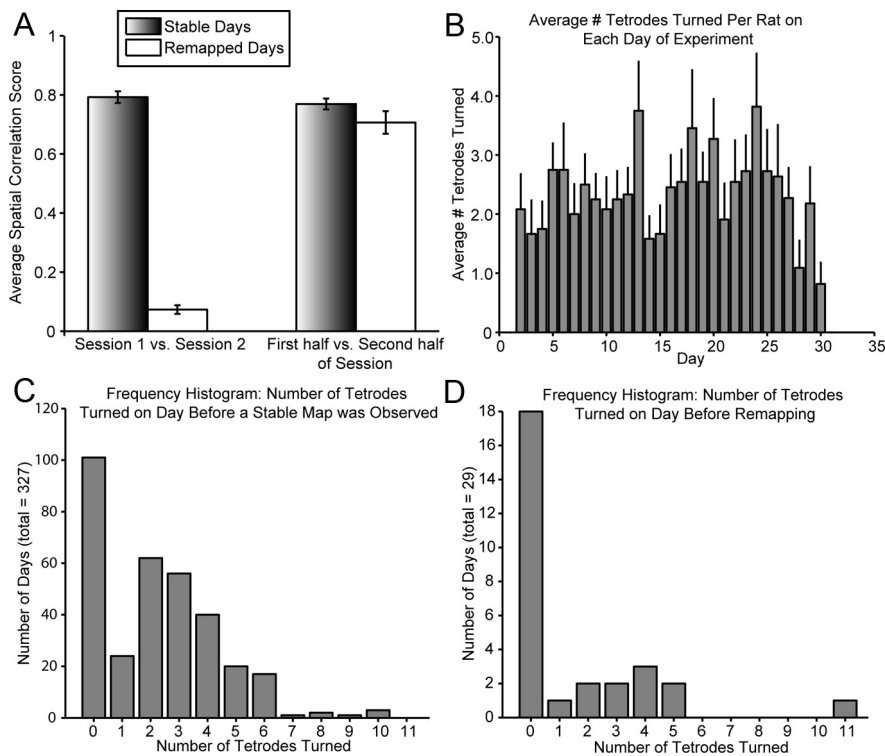 A
Stable Days
Remapped Days
Average Spatial Correlation Score
1
0.8
0.6
0.4
0.2
0
Session 1 vs. Session 2
First half vs. Second half
of Session
B
Average # Tetrodes Turned Per Rat on
Each Day of Experiment
Average # Tetrodes Turned
5.0
4.0
3.0
2.0
1.0
0
0 5 10 15 20 25 30 35
Day
C
Frequency Histogram: Number of Tetrodes
Turned on Day Before a Stable Map was Observed
Number of Days (total = 327)
120
100
80
60
40
20
0
0 1 2 3 4 5 6 7 8 9 10 11
Number of Tetrodes Turned
D
Frequency Histogram: Number of Tetrodes
Turned on Day Before Remapping
Number of Days (total = 29)
18
16
14
12
10
8
6
4
2
0
0 1 2 3 4 5 6 7 8 9 10 11
Number of Tetrodes Turned